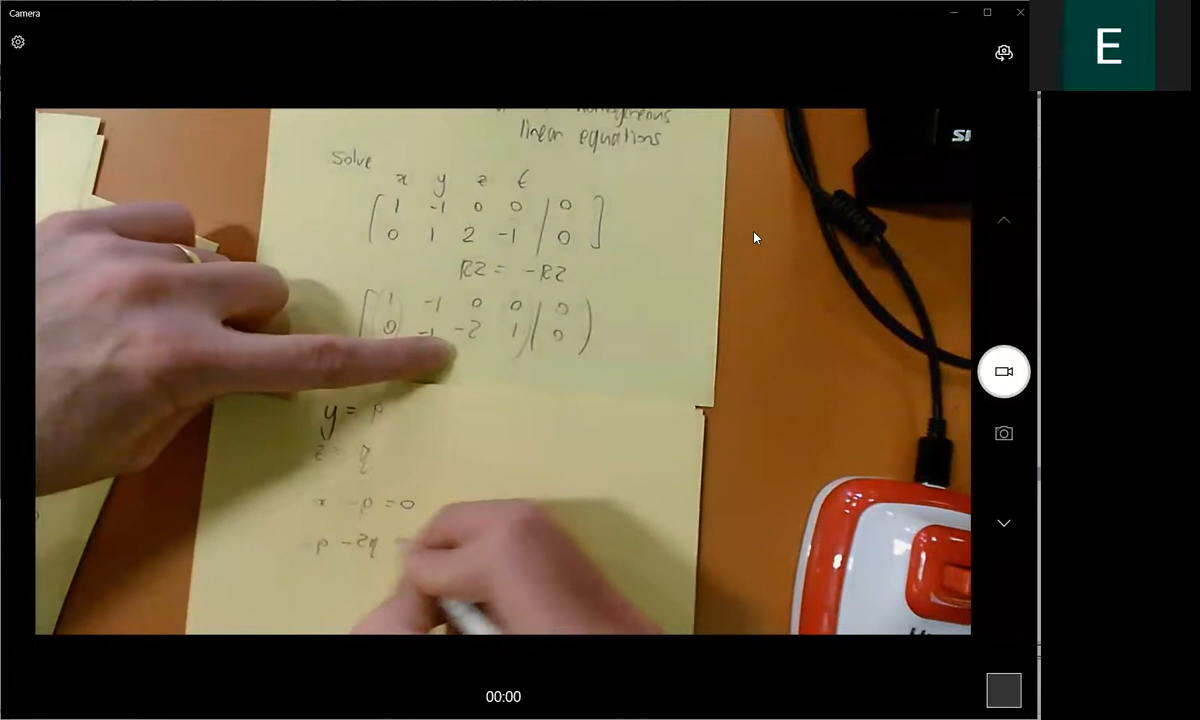 Camera
E
homogeneous
linear equations
Solve
x y z t
[ 1 -1 0 0 | 0 ]
[ 0 1 2 -1 | 0 ]
R2 = -R2
[ 1 -1 0 0 | 0 ]
[ 0 -1 -2 1 | 0 ]
y = p
z = q
x - p = 0
-p - 2q
00:00